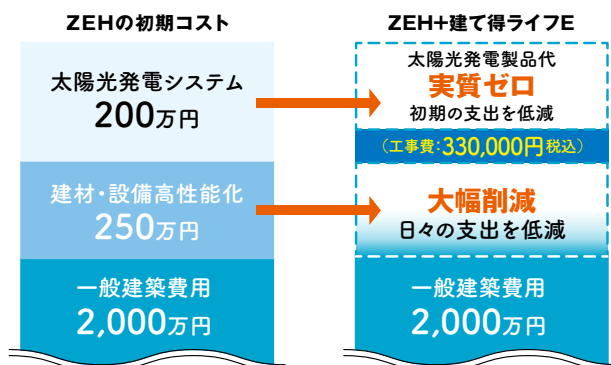 ZEHの初期コスト
太陽光発電システム
200万円
建材・設備高性能化
250万円
一般建築費用
2,000万円
ZEH+建て得ライフE
太陽光発電製品代
実質ゼロ
初期の支出を低減
（工事費:330,000円税込）
大幅削減
日々の支出を低減
一般建築費用
2,000万円